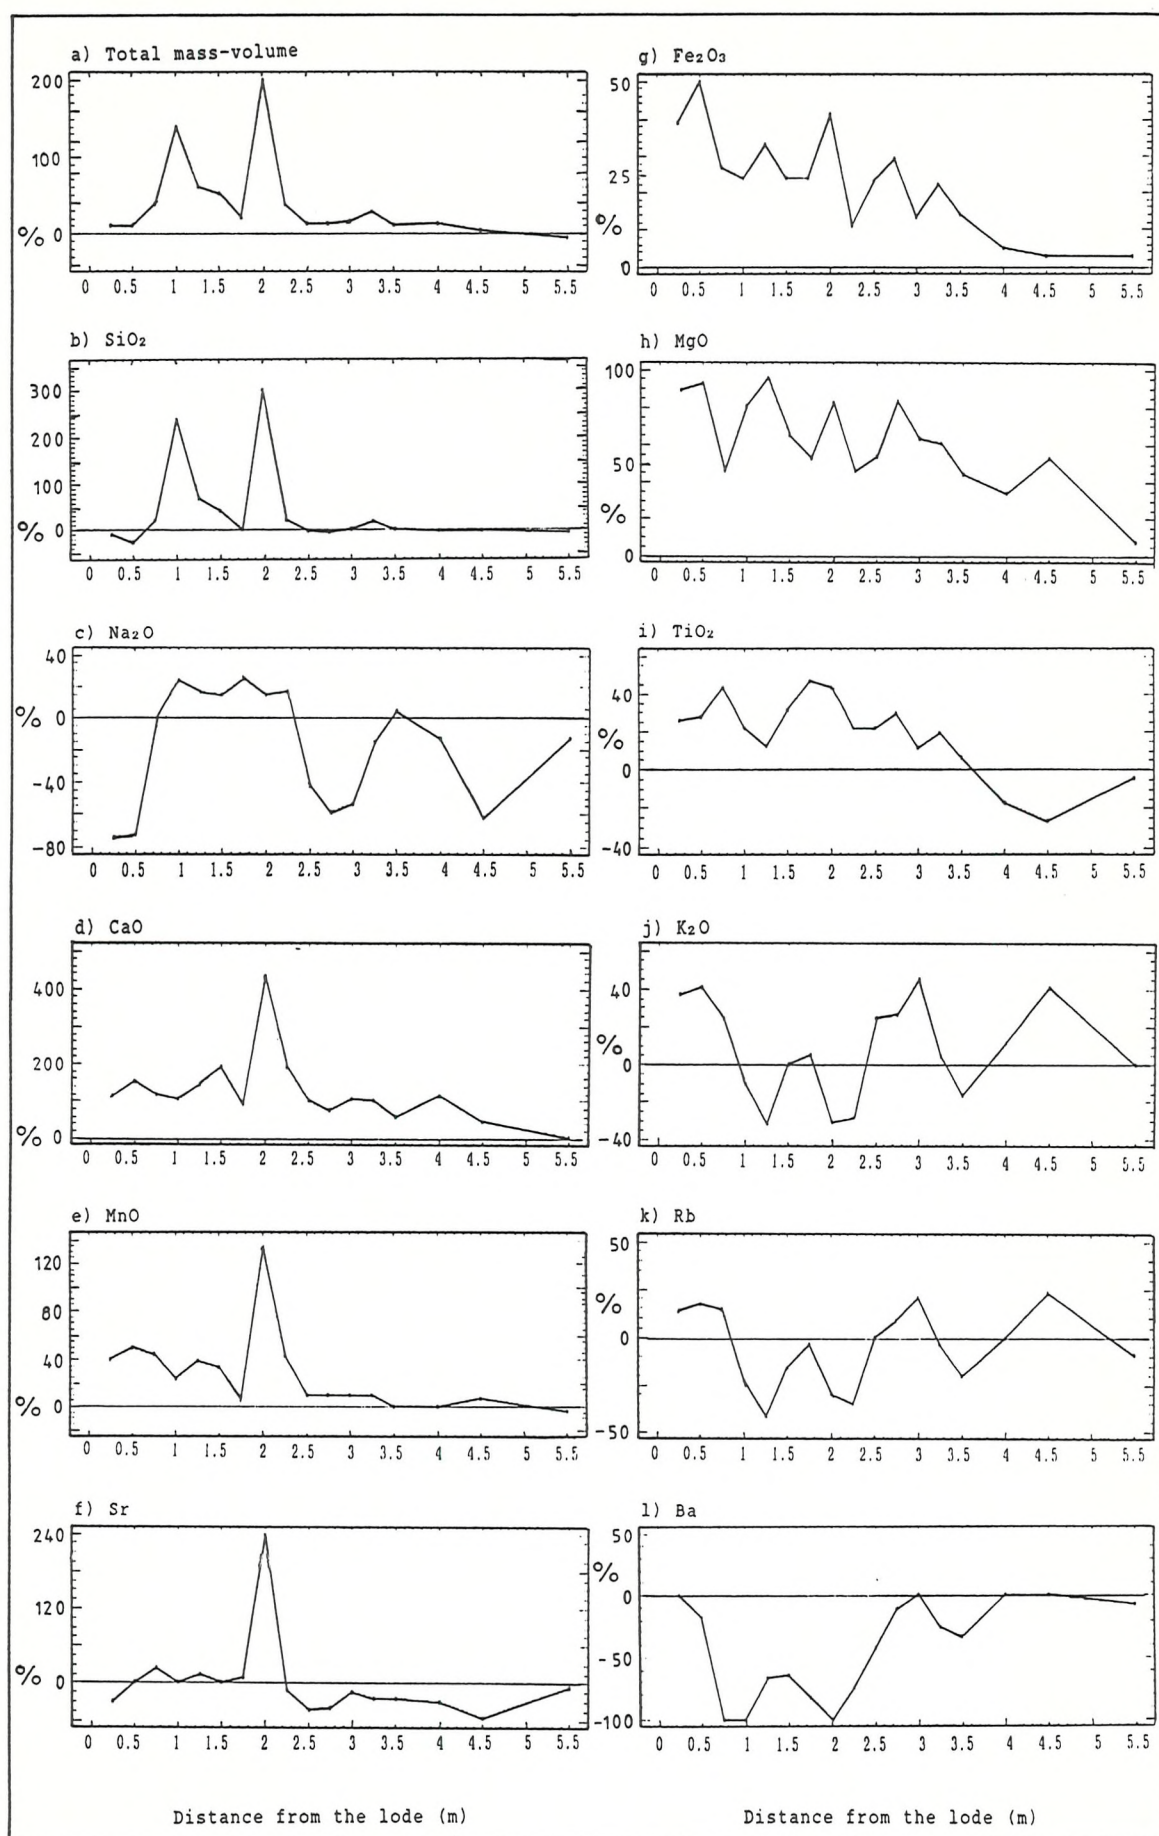 a) Total mass-volume
200
100
% 0
0 0.5 1 1.5 2 2.5 3 3.5 4 4.5 5 5.5
b) SiO₂
300
200
100
% 0
0 0.5 1 1.5 2 2.5 3 3.5 4 4.5 5 5.5
c) Na₂O
40
% 0
-40
-80
0 0.5 1 1.5 2 2.5 3 3.5 4 4.5 5 5.5
d) CaO
400
200
% 0
0 0.5 1 1.5 2 2.5 3 3.5 4 4.5 5 5.5
e) MnO
120
80
40
% 0
0 0.5 1 1.5 2 2.5 3 3.5 4 4.5 5 5.5
f) Sr
240
120
% 0
0 0.5 1 1.5 2 2.5 3 3.5 4 4.5 5 5.5
Distance from the lode (m)
g) Fe₂O₃
50
25
%
0
0 0.5 1 1.5 2 2.5 3 3.5 4 4.5 5 5.5
h) MgO
100
50
%
0
0 0.5 1 1.5 2 2.5 3 3.5 4 4.5 5 5.5
i) TiO₂
40
%
0
-40
0 0.5 1 1.5 2 2.5 3 3.5 4 4.5 5 5.5
j) K₂O
40
%
0
-40
0 0.5 1 1.5 2 2.5 3 3.5 4 4.5 5 5.5
k) Rb
50
%
0
-50
0 0.5 1 1.5 2 2.5 3 3.5 4 4.5 5 5.5
l) Ba
50
%
0
-50
-100
0 0.5 1 1.5 2 2.5 3 3.5 4 4.5 5 5.5
Distance from the lode (m)